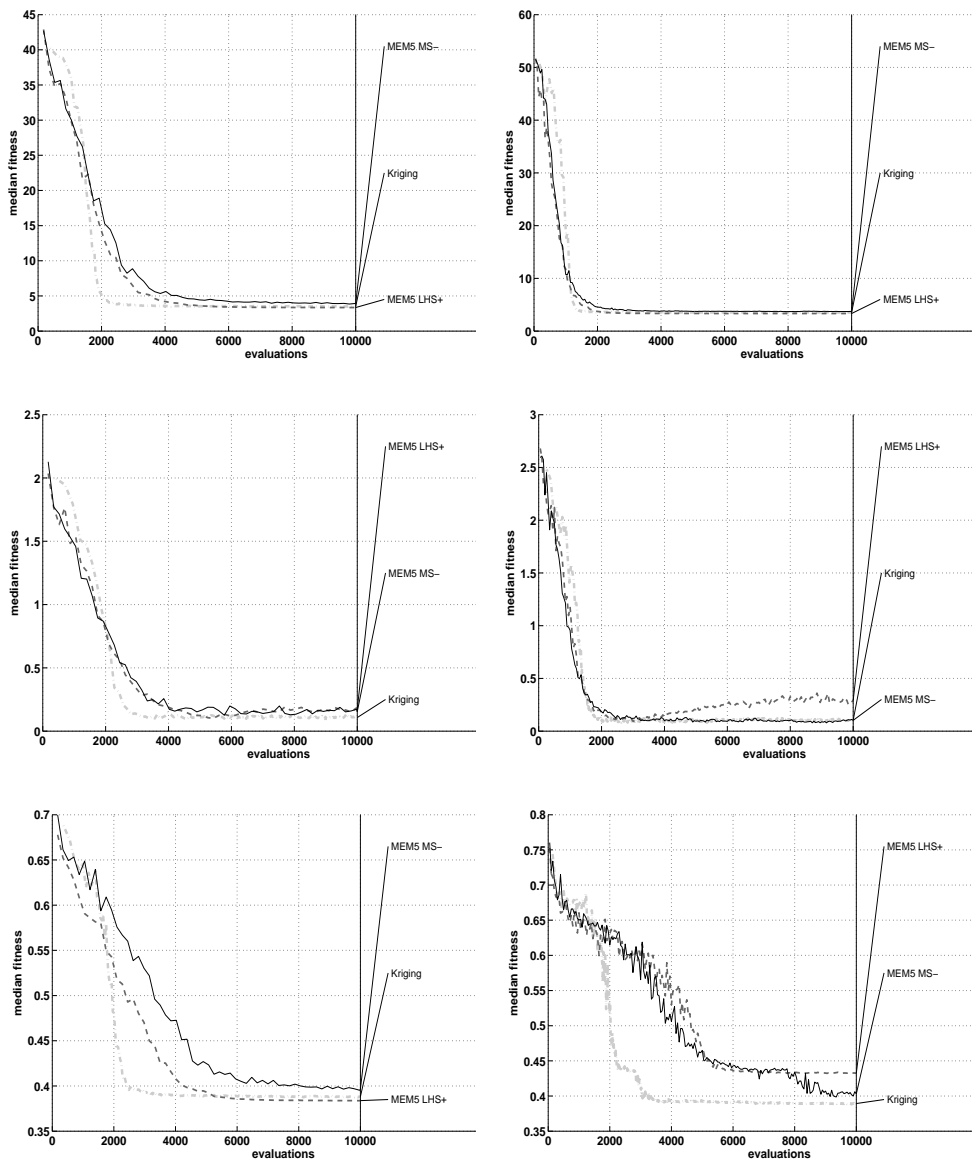 45
40
35
30
25
20
15
10
5
0
median fitness
0 2000 4000 6000 8000 10000
evaluations
MEM5 MS−
Kriging
MEM5 LHS+
60
50
40
30
20
10
0
median fitness
0 2000 4000 6000 8000 10000
evaluations
MEM5 MS−
Kriging
MEM5 LHS+
2.5
2
1.5
1
0.5
0
median fitness
0 2000 4000 6000 8000 10000
evaluations
MEM5 LHS+
MEM5 MS−
Kriging
3
2.5
2
1.5
1
0.5
0
median fitness
0 2000 4000 6000 8000 10000
evaluations
MEM5 LHS+
Kriging
MEM5 MS−
0.7
0.65
0.6
0.55
0.5
0.45
0.4
0.35
median fitness
0 2000 4000 6000 8000 10000
evaluations
MEM5 MS−
Kriging
MEM5 LHS+
0.8
0.75
0.7
0.65
0.6
0.55
0.5
0.45
0.4
0.35
median fitness
0 2000 4000 6000 8000 10000
evaluations
MEM5 LHS+
MEM5 MS−
Kriging